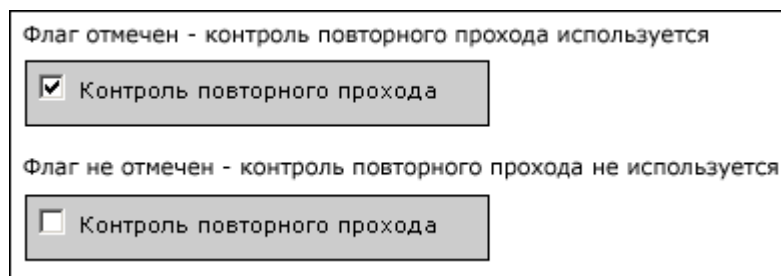 Флаг отмечен - контроль повторного прохода используется
Контроль повторного прохода
Флаг не отмечен - контроль повторного прохода не используется
Контроль повторного прохода